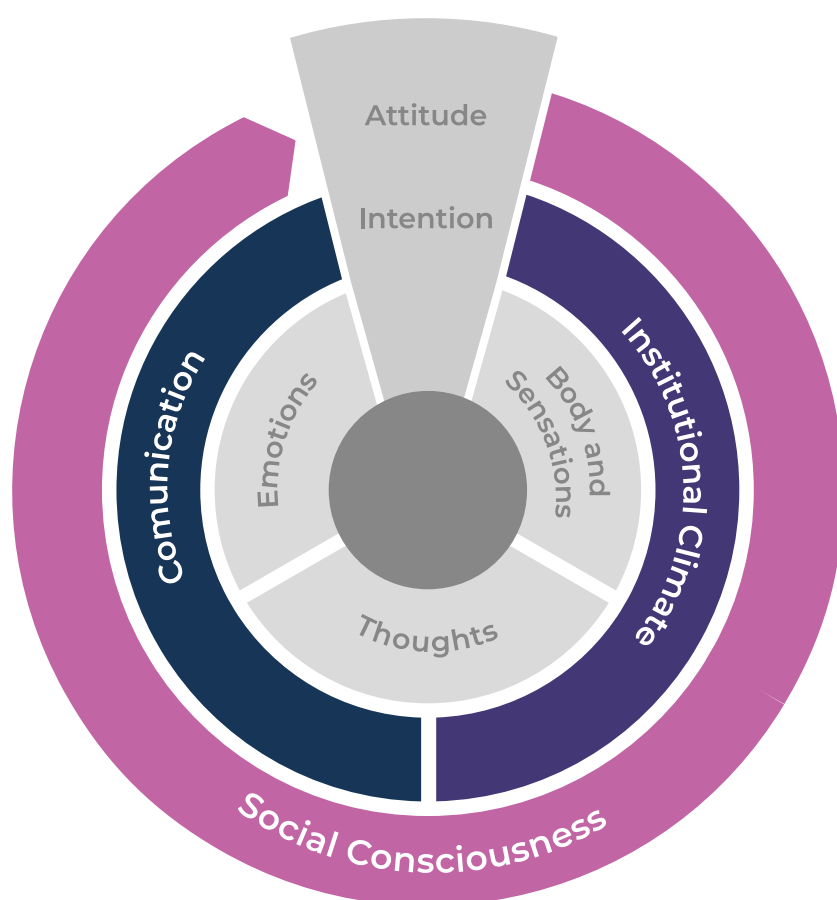 Attitude
Intention
Emotions
Body and
Sensations
Thoughts
Comunication
Institutional Climate
Social Consciousness